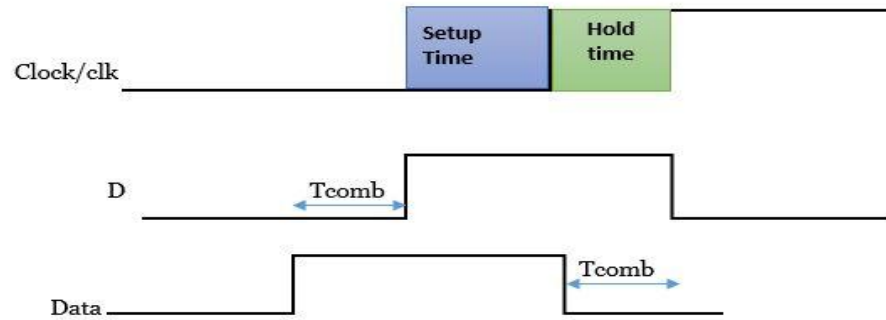 Setup
Time
Hold
time
Clock/clk
D
Tcomb
Tcomb
Data